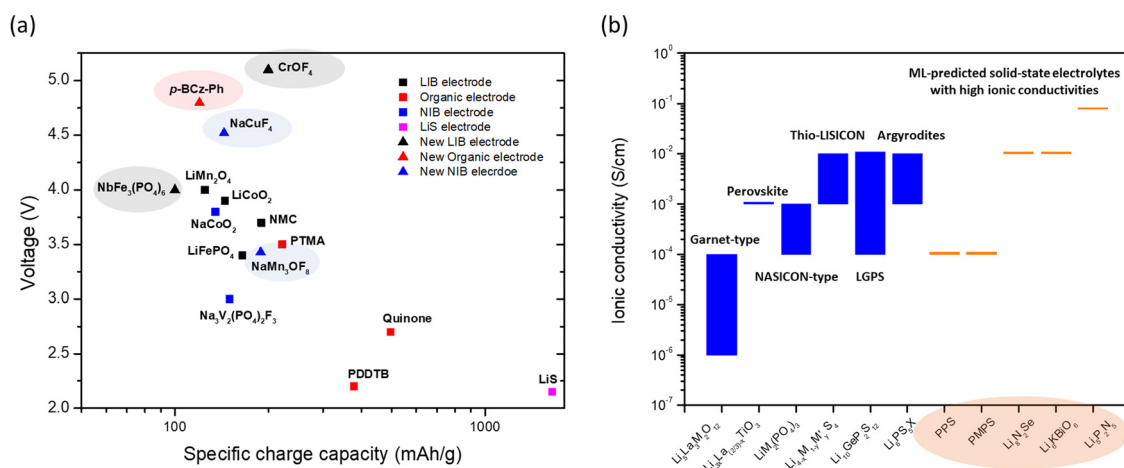 (a)
Voltage (V)
5.0
4.5
4.0
3.5
3.0
2.5
2.0
CrOF₄
p-BCz-Ph
NaCuF₄
NbFe₃(PO₄)₆
LiMn₂O₄
LiCoO₂
NaCoO₂
NMC
LiFePO₄
PTMA
NaMn₃OF₈
Na₃V₂(PO₄)₂F₃
Quinone
PDDTB
LiS
LIB electrode
Organic electrode
NIB electrode
LiS electrode
New LIB electrode
New Organic electrode
New NIB elecrdoe
100
1000
Specific charge capacity (mAh/g)
(b)
Ionic conductivity (S/cm)
10⁰
10⁻¹
10⁻²
10⁻³
10⁻⁴
10⁻⁵
10⁻⁶
10⁻⁷
ML-predicted solid-state electrolytes
with high ionic conductivities
Thio-LISICON
Argyrodites
Perovskite
Garnet-type
NASICON-type
LGPS
Li₅La₃M₂O₁₂
Li₃ₓLa₍₂/₃₎₋ₓTiO₃
LiM₂(PO₄)₃
Li₁₀GeP₂S₁₂
Li₆PS₅X
PPS
PMPS
Li₈N₂Se
Li₆KBiO₆
Li₅P₂N₅